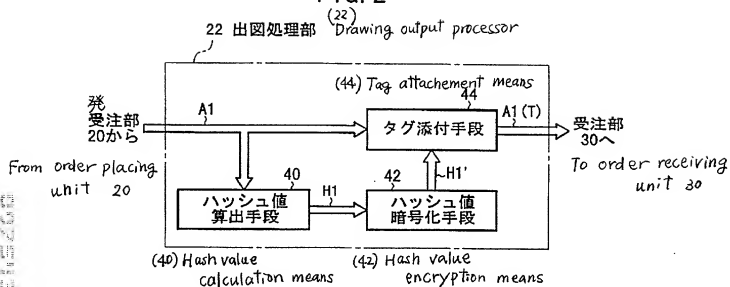 (22)
22 出図処理部 Drawing output processor
(44) Tag attachement means
44
発
受注部
20から
A1
タグ添付手段
A1(T)
受注部
30へ
From order placing
unit 20
To order receiving
unit 30
H1'
40
ハッシュ値
算出手段
H1
42
ハッシュ値
暗号化手段
(40) Hash value
calculation means
(42) Hash value
encryption means